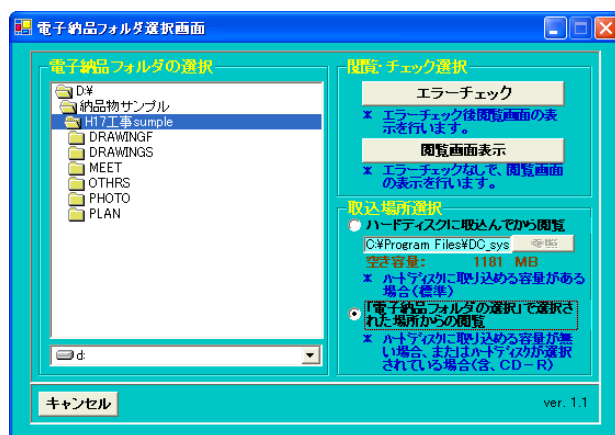 電子納品フォルダ選択画面
電子納品フォルダの選択
D:¥
納品物サンプル
H17工事sumple
DRAWINGF
DRAWINGS
MEET
OTHRS
PHOTO
PLAN
d:
閲覧・チェック選択
エラーチェック
* エラーチェック後閲覧画面の表
示を行います。
閲覧画面表示
* エラーチェックなしで、閲覧画面
の表示を行います。
取込場所選択
ハードディスクに取込んでから閲覧
C:¥Program Files¥DC_sys
参照
空き容量: 1181 MB
* ハードディスクに取り込める容量がある
場合(標準)
「電子納品フォルダの選択」で選択さ
れた場所からの閲覧
* ハードディスクに取り込める容量が無
い場合、またはハードディスクが選択
されている場合(含、CD-R)
キャンセル
ver. 1.1